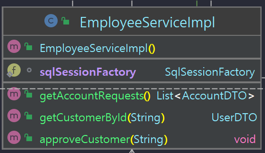 C EmployeeServiceImpl
m EmployeeServiceImpl()
f sqlSessionFactory SqlSessionFactory
m getAccountRequests() List<AccountDTO>
m getCustomerById(String) UserDTO
m approveCustomer(String) void